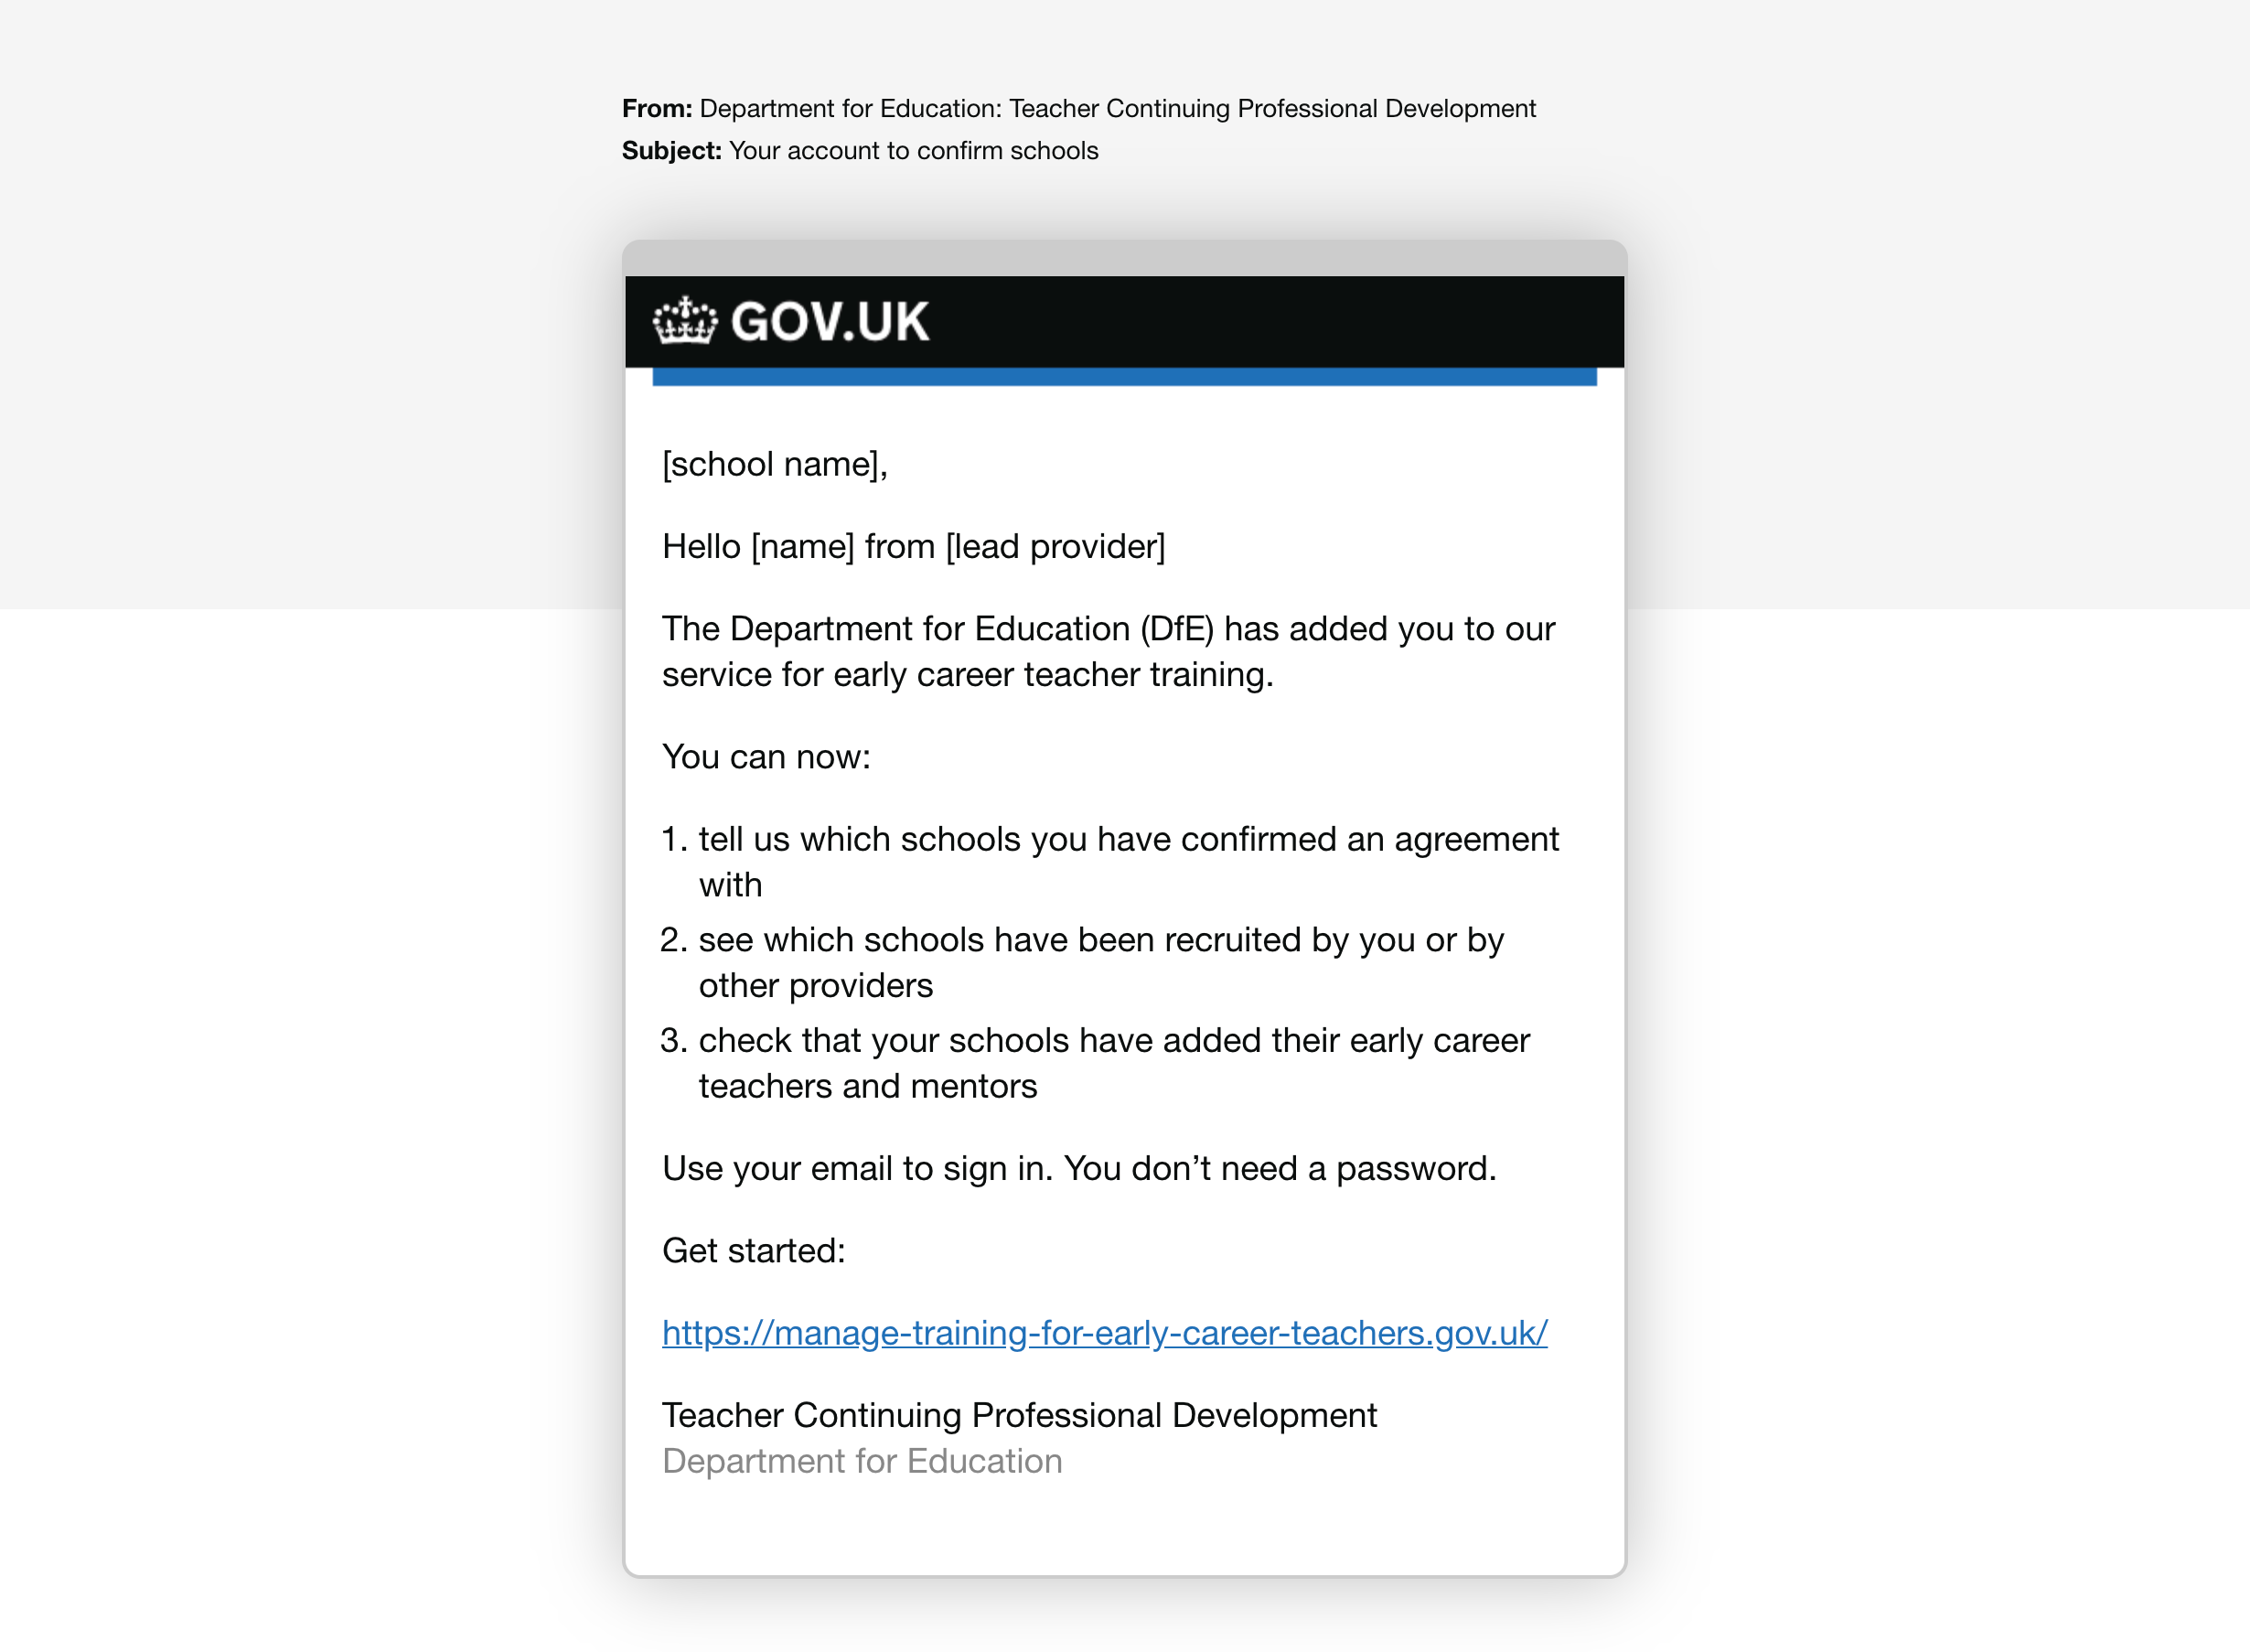 From: Department for Education: Teacher Continuing Professional Development
Subject: Your account to confirm schools
GOV.UK
[school name],
Hello [name] from [lead provider]
The Department for Education (DfE) has added you to our
service for early career teacher training.
You can now:
1. tell us which schools you have confirmed an agreement
with
2. see which schools have been recruited by you or by
other providers
3. check that your schools have added their early career
teachers and mentors
Use your email to sign in. You don’t need a password.
Get started:
https://manage-training-for-early-career-teachers.gov.uk/
Teacher Continuing Professional Development
Department for Education